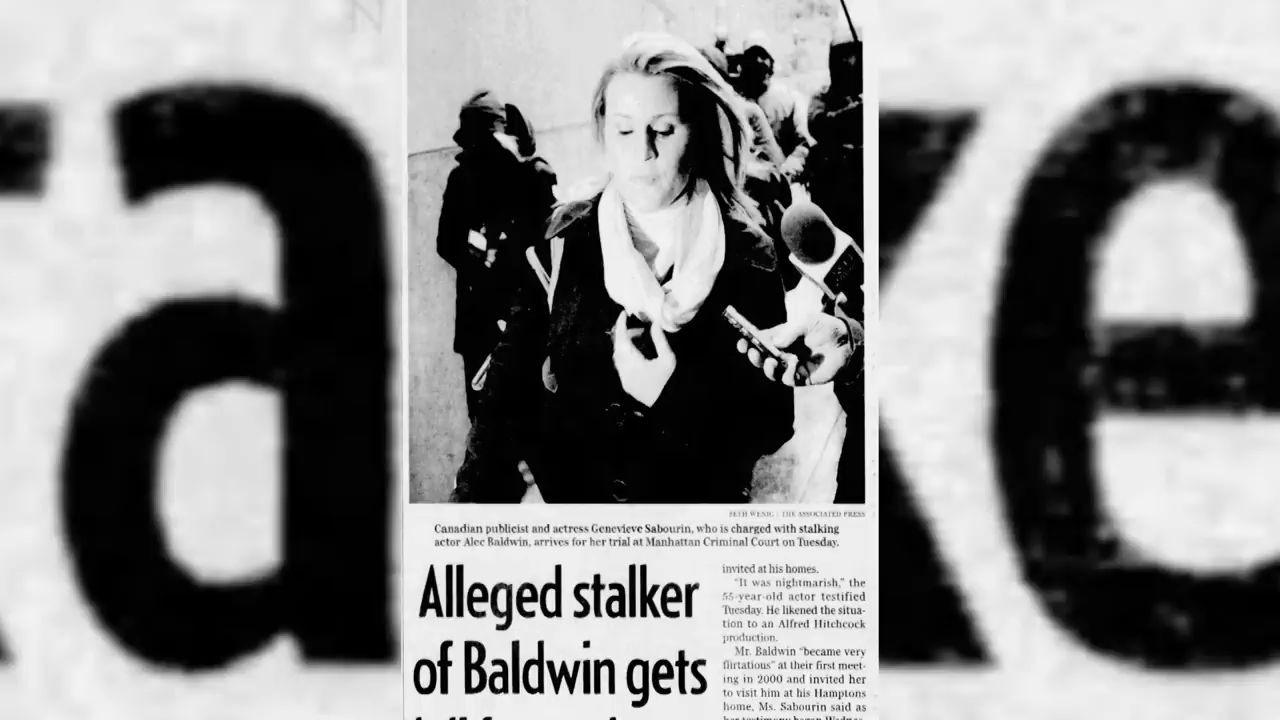 SETH WENIG | THE ASSOCIATED PRESS
Canadian publicist and actress Genevieve Sabourin, who is charged with stalking
actor Alec Baldwin, arrives for her trial at Manhattan Criminal Court on Tuesday.
Alleged stalker
of Baldwin gets
invited at his homes.
“It was nightmarish,” the
55-year-old actor testified
Tuesday. He likened the situa-
tion to an Alfred Hitchcock
production.
Mr. Baldwin “became very
flirtatious” at their first meet-
ing in 2000 and invited her
to visit him at his Hamptons
home, Ms. Sabourin said as
a
ke